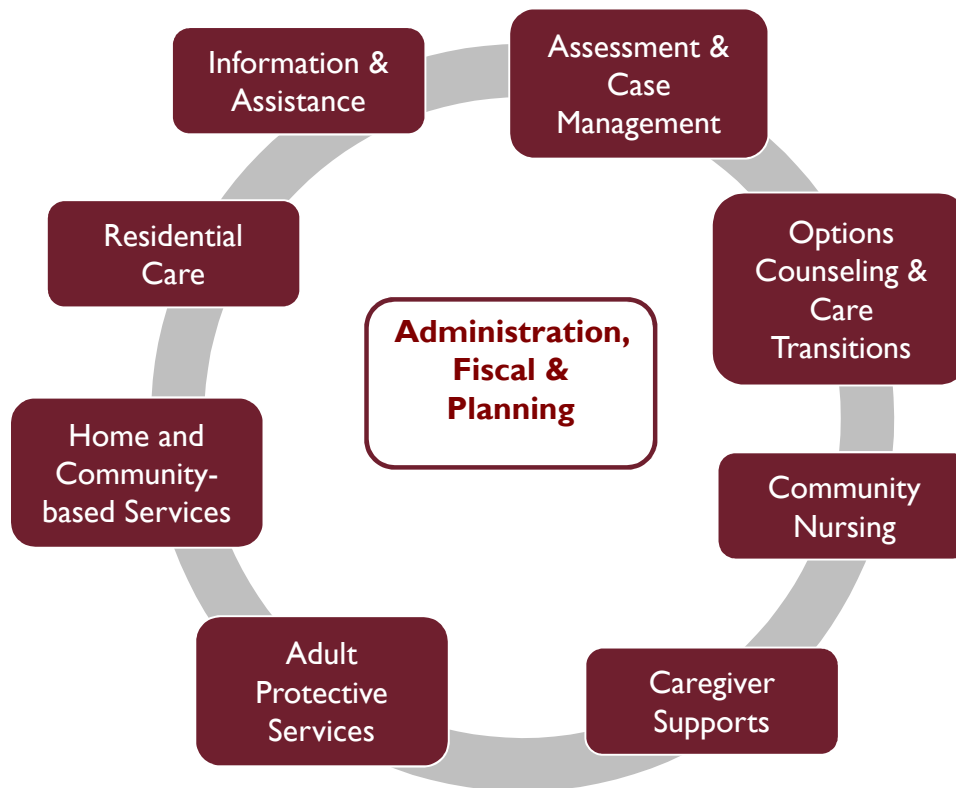 Information &
Assistance
Assessment &
Case
Management
Options
Counseling &
Care
Transitions
Community
Nursing
Caregiver
Supports
Adult
Protective
Services
Home and
Community-
based Services
Residential
Care
Administration,
Fiscal &
Planning